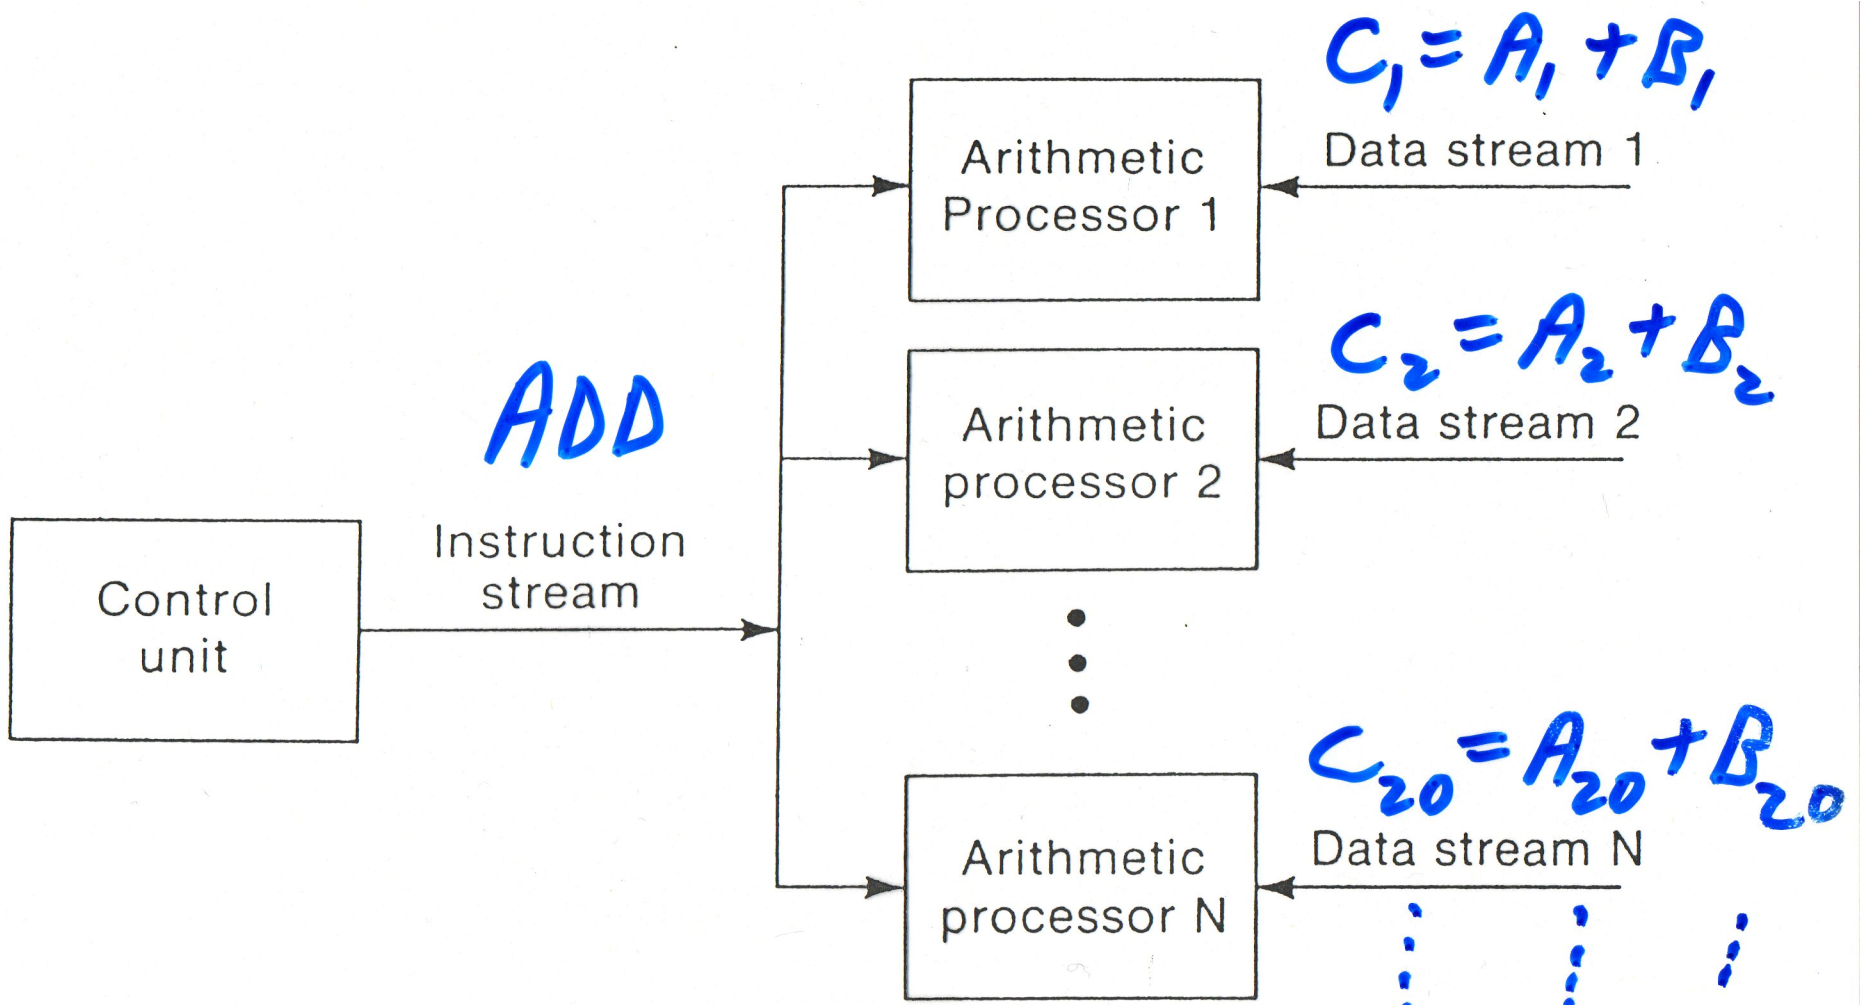 C₁ = A₁ + B₁
Arithmetic
Processor 1
Data stream 1
C₂ = A₂ + B₂
ADD
Arithmetic
processor 2
Data stream 2
Instruction
stream
Control
unit
C₂₀ = A₂₀ + B₂₀
Arithmetic
processor N
Data stream N